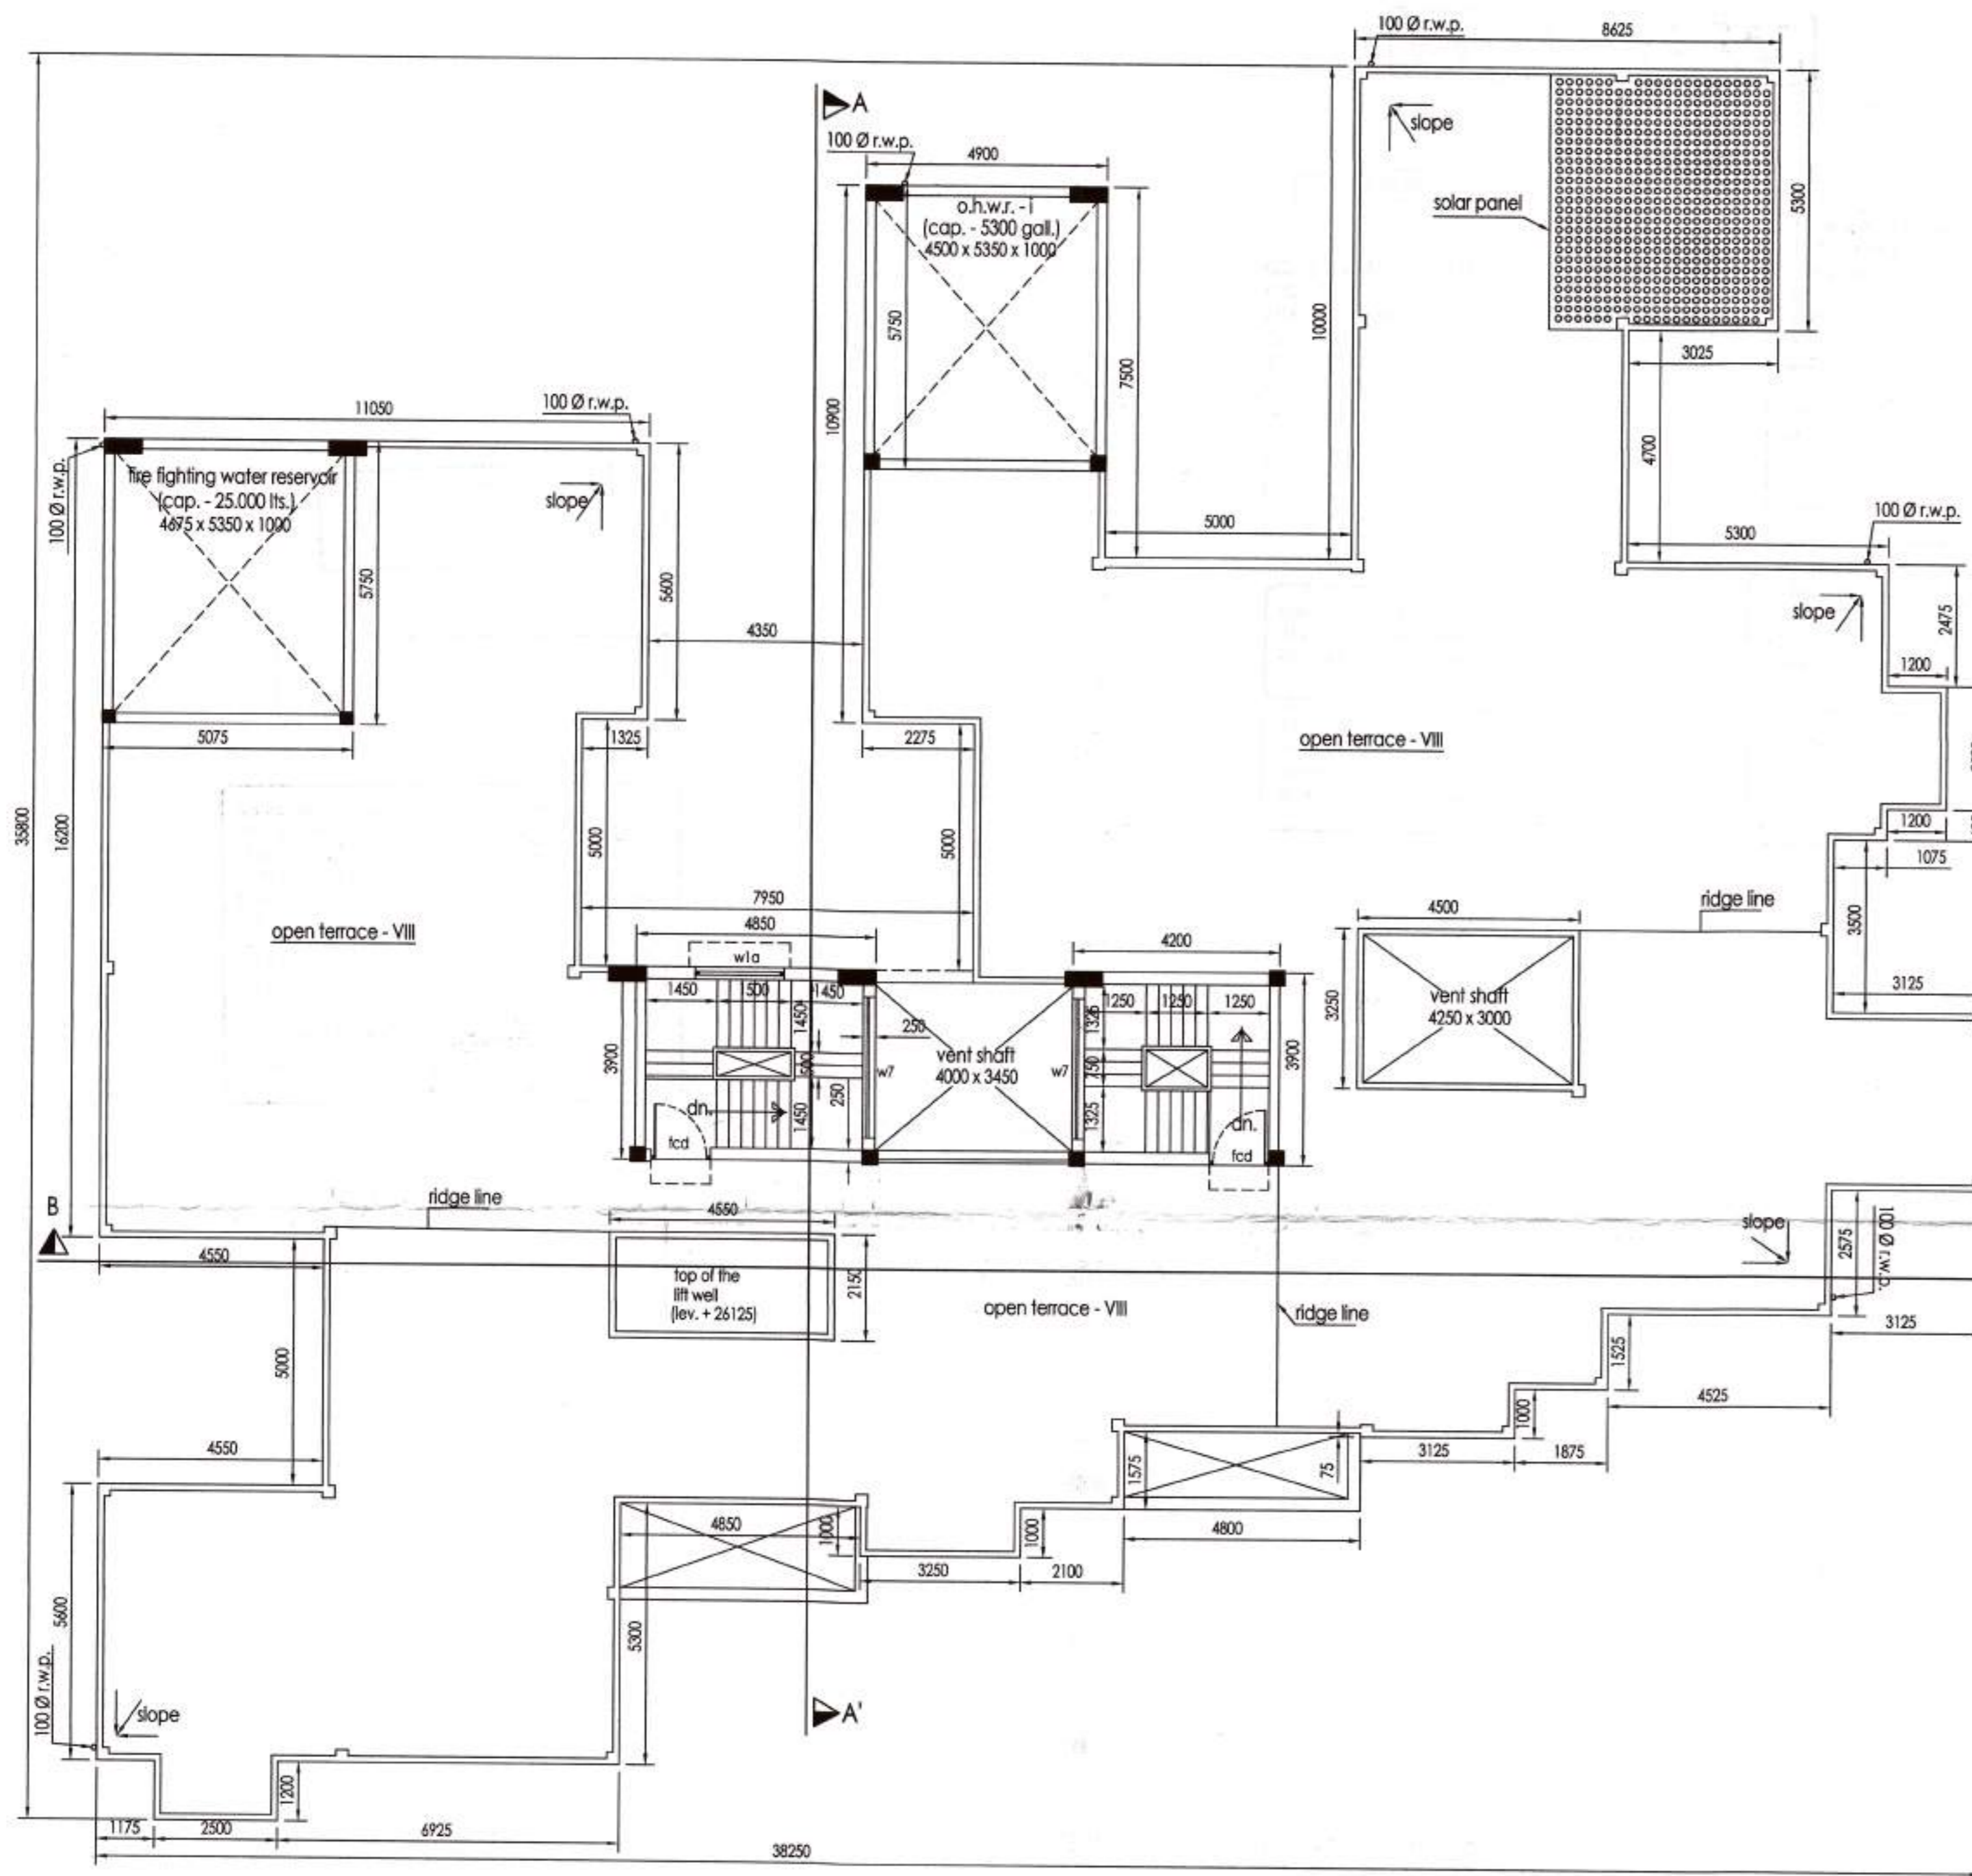 100 Ø r.w.p.
8625
A
slope
100 Ø r.w.p.
4900
solar panel
5300
o.h.w.r. - i
(cap. - 5300 gall.)
4500 x 5350 x 1000
5750
10000
7500
3025
11050
100 Ø r.w.p.
10900
4700
100 Ø r.w.p.
fire fighting water reservoir
(cap. - 25.000 lts.)
4675 x 5350 x 1000
slope
5000
5300
100 Ø r.w.p.
5750
5600
4350
slope
2475
1200
5075
1325
2275
open terrace - VIII
35800
16200
5000
5000
1200
1075
7950
4500
ridge line
3500
open terrace - VIII
4850
4200
w1a
1450
500
1450
1250
1250
1250
3125
3250
vent shaft
4250 x 3000
1450
250
1325
3900
500
vent shaft
4000 x 3450
w7
w7
750
3900
250
dn.
1450
1325
dn.
fcd
fcd
B
ridge line
4550
slope
2575
100 Ø r.w.p.
4550
top of the
lift well
(lev. + 26125)
2150
open terrace - VIII
ridge line
3125
5000
1525
4525
1000
4550
3125
1875
1575
75
4850
1000
1000
4800
3250
2100
5600
5300
100 Ø r.w.p.
slope
A'
1200
1175
2500
6925
38250